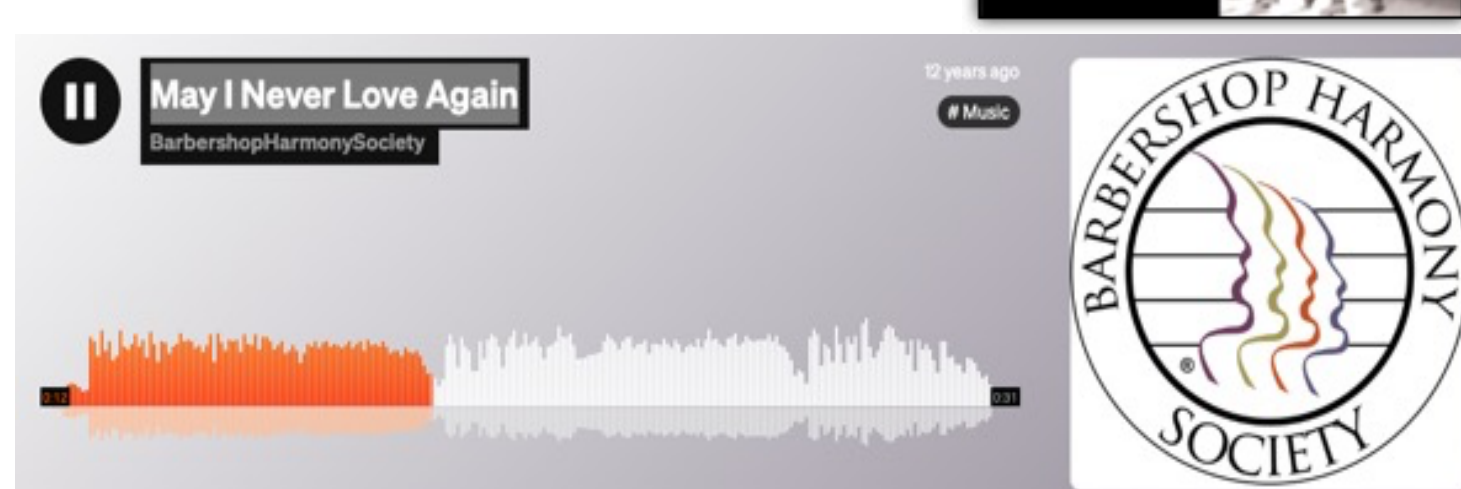 May I Never Love Again
BarbershopHarmonySociety
12 years ago
# Music
0:12
0:31
BARBERSHOP HARMONY
SOCIETY
®